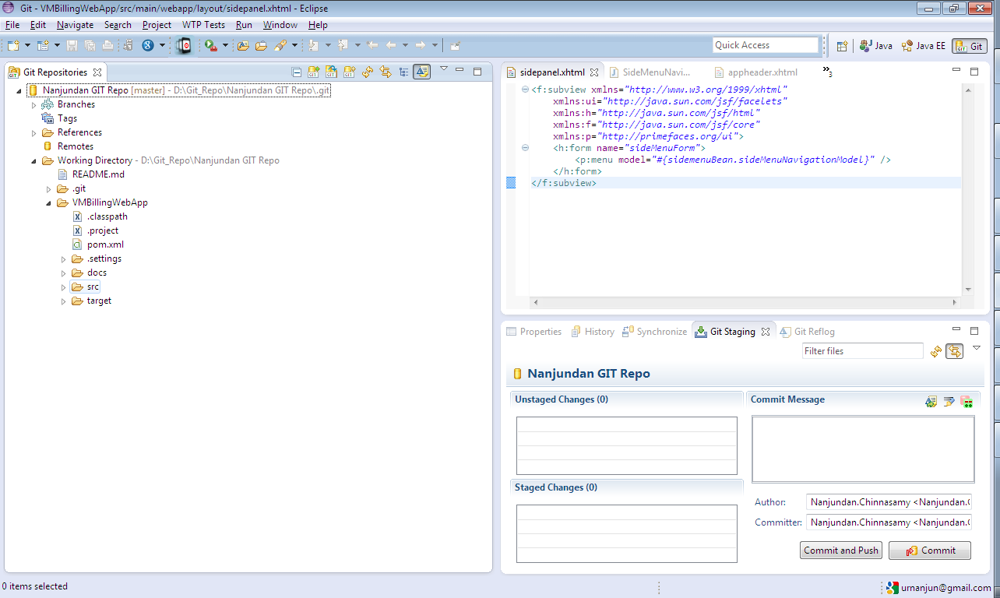 Git - VMBillingWebApp/src/main/webapp/layout/sidepanel.xhtml - Eclipse
File Edit Navigate Search Project WTP Tests Run Window Help
Quick Access
Java
Java EE
Git
Git Repositories
Nanjundan GIT Repo [master] - D:\Git_Repo\Nanjundan GIT Repo\.git
Branches
Tags
References
Remotes
Working Directory - D:\Git_Repo\Nanjundan GIT Repo
README.md
.git
VMBillingWebApp
.classpath
.project
pom.xml
.settings
docs
src
target
sidepanel.xhtml
SideMenuNavi...
appheader.xhtml
»3
<f:subview xmlns="http://www.w3.org/1999/xhtml"
xmlns:ui="http://java.sun.com/jsf/facelets"
xmlns:h="http://java.sun.com/jsf/html"
xmlns:f="http://java.sun.com/jsf/core"
xmlns:p="http://primefaces.org/ui">
<h:form name="sideMenuForm">
<p:menu model="#{sidemenuBean.sideMenuNavigationModel}" />
</h:form>
</f:subview>
Properties
History
Synchronize
Git Staging
Git Reflog
Filter files
Nanjundan GIT Repo
Unstaged Changes (0)
Staged Changes (0)
Commit Message
Author: Nanjundan.Chinnasamy <Nanjundan.
Committer: Nanjundan.Chinnasamy <Nanjundan.
Commit and Push
Commit
0 items selected
urnanjun@gmail.com